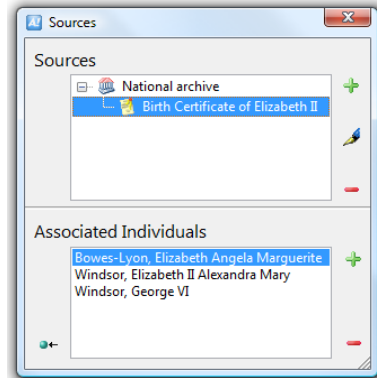 Sources
Sources
National archive
Birth Certificate of Elizabeth II
Associated Individuals
Bowes-Lyon, Elizabeth Angela Marguerite
Windsor, Elizabeth II Alexandra Mary
Windsor, George VI